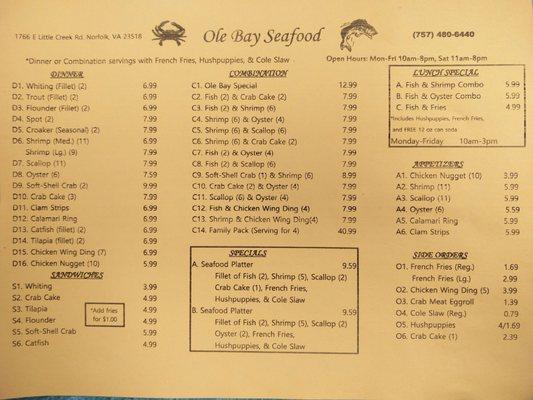 1766 E Little Creek Rd. Norfolk, VA 23518
Ole Bay Seafood
(757) 480-6440
*Dinner or Combination servings with French Fries, Hushpuppies, & Cole Slaw
Open Hours: Mon-Fri 10am-8pm, Sat 11am-8pm
DINNER
D1. Whiting (Fillet) (2) 6.99
D2. Trout (Fillet) (2) 6.99
D3. Flounder (Fillet) (2) 6.99
D4. Spot (2) 7.99
D5. Croaker (Seasonal) (2) 7.99
D6. Shrimp (Med.) (11) 6.99
Shrimp (Lg.) (9) 7.99
D7. Scallop (11) 7.99
D8. Oyster (6) 7.59
D9. Soft-Shell Crab (2) 9.99
D10. Crab Cake (3) 7.99
D11. Clam Strips 6.99
D12. Calamari Ring 6.99
D13. Catfish (fillet) (2) 6.99
D14. Tilapia (fillet) (2) 6.99
D15. Chicken Wing Ding (7) 6.99
D16. Chicken Nugget (10) 5.99
SANDWICHES
S1. Whiting 3.99
S2. Crab Cake 4.99
S3. Tilapia 4.99
S4. Flounder 4.99
S5. Soft-Shell Crab 5.99
S6. Catfish 4.99
*Add fries
for $1.00
COMBINATION
C1. Ole Bay Special 12.99
C2. Fish (2) & Crab Cake (2) 7.99
C3. Fish (2) & Shrimp (6) 7.99
C4. Shrimp (6) & Oyster (4) 7.99
C5. Shrimp (6) & Scallop (6) 7.99
C6. Shrimp (6) & Crab Cake (2) 7.99
C7. Fish (2) & Oyster (4) 7.99
C8. Fish (2) & Scallop (6) 7.99
C9. Soft-Shell Crab (1) & Shrimp (6) 8.99
C10. Crab Cake (2) & Oyster (4) 7.99
C11. Scallop (6) & Oyster (4) 7.99
C12. Fish & Chicken Wing Ding (4) 7.99
C13. Shrimp & Chicken Wing Ding(4) 7.99
C14. Family Pack (Serving for 4) 40.99
SPECIALS
A. Seafood Platter 9.59
Fillet of Fish (2), Shrimp (5), Scallop (2)
Crab Cake (1), French Fries,
Hushpuppies, & Cole Slaw
B. Seafood Platter 9.59
Fillet of Fish (2), Shrimp (5), Scallop (2)
Oyster (2), French Fries,
Hushpuppies, & Cole Slaw
LUNCH SPECIAL
A. Fish & Shrimp Combo 5.99
B. Fish & Oyster Combo 5.99
C. Fish & Fries 4.99
*Includes Hushpuppies, French Fries,
and FREE 12 oz can soda
Monday-Friday 10am-3pm
APPETIZERS
A1. Chicken Nugget (10) 3.99
A2. Shrimp (11) 5.99
A3. Scallop (11) 5.99
A4. Oyster (6) 5.59
A5. Calamari Ring 5.99
A6. Clam Strips 5.99
SIDE ORDERS
O1. French Fries (Reg.) 1.69
French Fries (Lg.) 2.99
O2. Chicken Wing Ding (5) 3.99
O3. Crab Meat Eggroll 1.39
O4. Cole Slaw (Reg.) 0.79
O5. Hushpuppies 4/1.69
O6. Crab Cake (1) 2.39